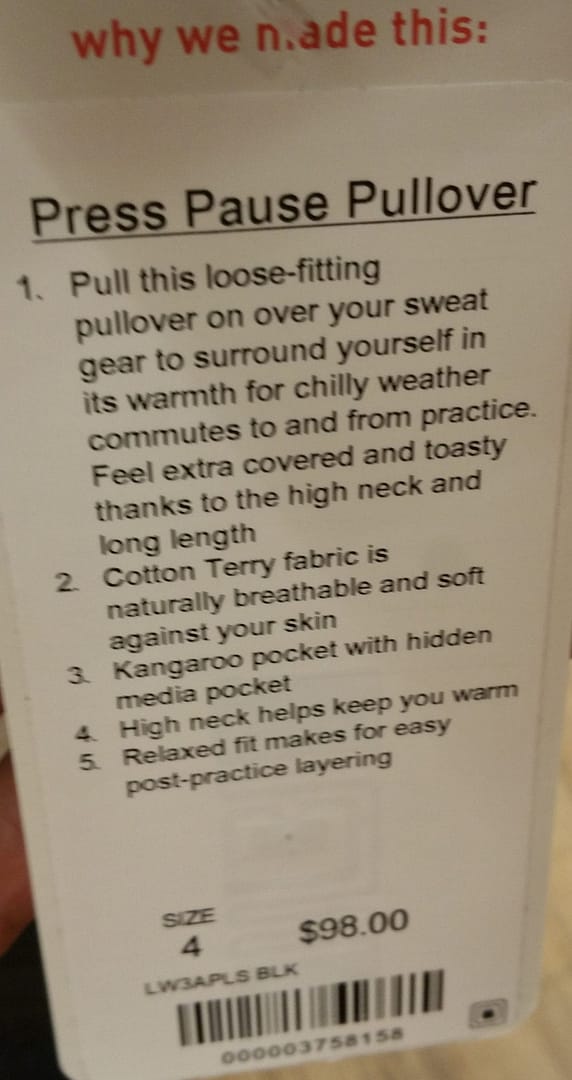 why we made this:
Press Pause Pullover
1. Pull this loose-fitting
pullover on over your sweat
gear to surround yourself in
its warmth for chilly weather
commutes to and from practice.
Feel extra covered and toasty
thanks to the high neck and
long length
2. Cotton Terry fabric is
naturally breathable and soft
against your skin
3. Kangaroo pocket with hidden
media pocket
4. High neck helps keep you warm
5. Relaxed fit makes for easy
post-practice layering
SIZE
4
$98.00
LW3APLS BLK
000003758158